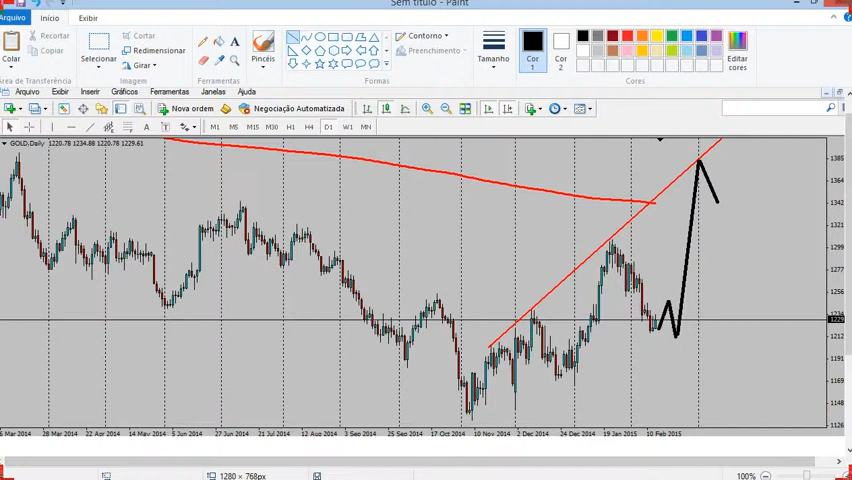 Sem título - Paint
Arquivo Início Exibir
Colar
Recortar
Copiar
Área de Transferência
Selecionar
Cortar
Redimensionar
Girar
Imagem
A
Ferramentas
Pincéis
Contorno
Preenchimento
Formas
Tamanho
Cor 1
Cor 2
Editar cores
Cores
Arquivo Exibir Inserir Gráficos Ferramentas Janelas Ajuda
Nova ordem Negociação Automatizada
A T M1 M5 M15 M30 H1 H4 D1 W1 MN
GOLD.Daily 1220.78 1234.88 1220.78 1229.61
1385
1364
1342
1321
1299
1277
1256
1234
1229
1212
1191
1169
1148
1126
6 Mar 2014 28 Mar 2014 22 Apr 2014 14 May 2014 5 Jun 2014 27 Jun 2014 21 Jul 2014 12 Aug 2014 3 Sep 2014 25 Sep 2014 17 Oct 2014 10 Nov 2014 2 Dec 2014 24 Dec 2014 19 Jan 2015 10 Feb 2015
1280 × 768px 100%